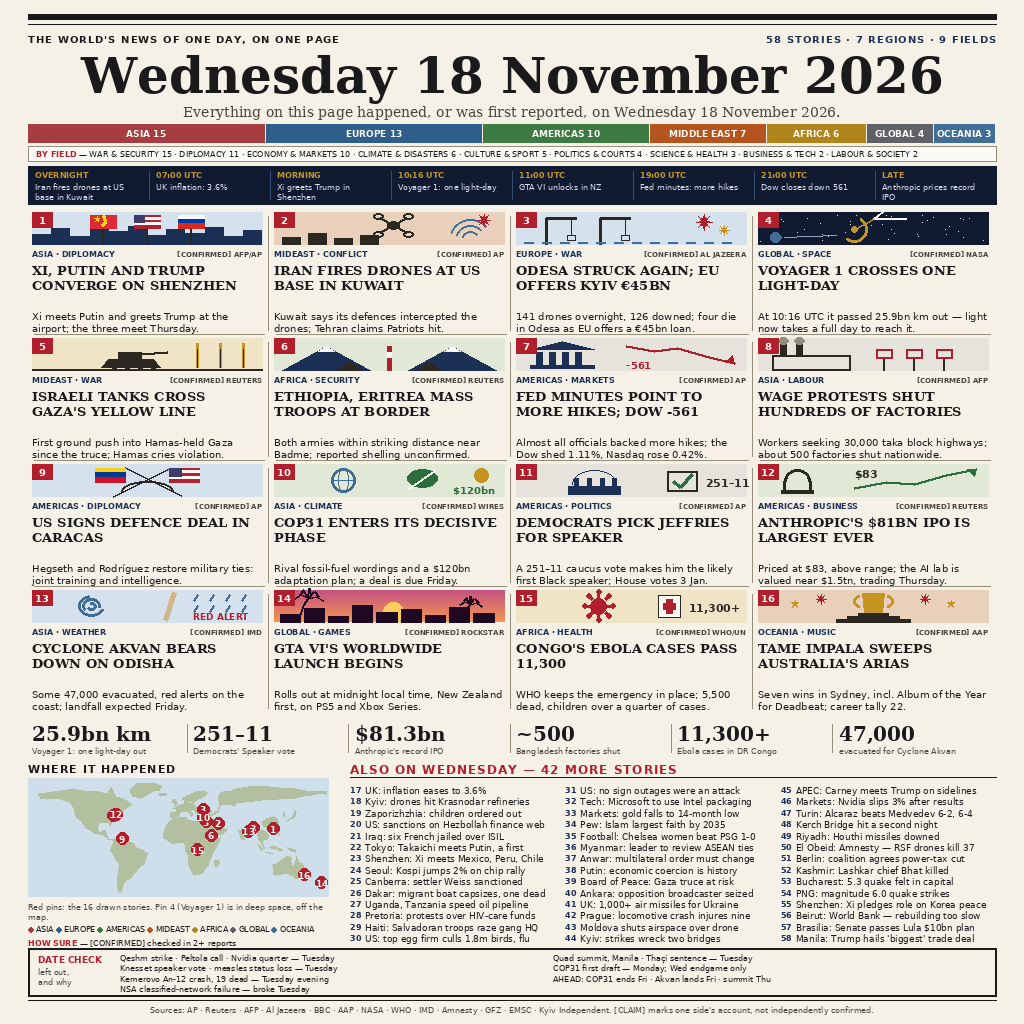 THE WORLD'S NEWS OF ONE DAY, ON ONE PAGE
58 STORIES · 7 REGIONS · 9 FIELDS
Wednesday 18 November 2026
Everything on this page happened, or was first reported, on Wednesday 18 November 2026.
ASIA 15
EUROPE 13
AMERICAS 10
MIDDLE EAST 7
AFRICA 6
GLOBAL 4
OCEANIA 3
BY FIELD — WAR & SECURITY 15 · DIPLOMACY 11 · ECONOMY & MARKETS 10 · CLIMATE & DISASTERS 6 · CULTURE & SPORT 5 · POLITICS & COURTS 4 · SCIENCE & HEALTH 3 · BUSINESS & TECH 2 · LABOUR & SOCIETY 2
OVERNIGHT
Iran fires drones at US
base in Kuwait
07:00 UTC
UK inflation: 3.6%
MORNING
Xi greets Trump in
Shenzhen
10:16 UTC
Voyager 1: one light-day
11:00 UTC
GTA VI unlocks in NZ
19:00 UTC
Fed minutes: more hikes
21:00 UTC
Dow closes down 561
LATE
Anthropic prices record
IPO
1
ASIA · DIPLOMACY
[CONFIRMED] AFP/AP
XI, PUTIN AND TRUMP
CONVERGE ON SHENZHEN
Xi meets Putin and greets Trump at the
airport; the three meet Thursday.
2
MIDEAST · CONFLICT
[CONFIRMED] AP
IRAN FIRES DRONES AT US
BASE IN KUWAIT
Kuwait says its defences intercepted the
drones; Tehran claims Patriots hit.
3
EUROPE · WAR
[CONFIRMED] AL JAZEERA
ODESA STRUCK AGAIN; EU
OFFERS KYIV €45BN
141 drones overnight, 126 downed; four die
in Odesa as EU offers a €45bn loan.
4
GLOBAL · SPACE
[CONFIRMED] NASA
VOYAGER 1 CROSSES ONE
LIGHT-DAY
At 10:16 UTC it passed 25.9bn km out — light
now takes a full day to reach it.
5
MIDEAST · WAR
[CONFIRMED] REUTERS
ISRAELI TANKS CROSS
GAZA'S YELLOW LINE
First ground push into Hamas-held Gaza
since the truce; Hamas cries violation.
6
AFRICA · SECURITY
[CONFIRMED] REUTERS
ETHIOPIA, ERITREA MASS
TROOPS AT BORDER
Both armies within striking distance near
Badme; reported shelling unconfirmed.
7
-561
AMERICAS · MARKETS
[CONFIRMED] AP
FED MINUTES POINT TO
MORE HIKES; DOW -561
Almost all officials backed more hikes; the
Dow shed 1.11%, Nasdaq rose 0.42%.
8
ASIA · LABOUR
[CONFIRMED] AFP
WAGE PROTESTS SHUT
HUNDREDS OF FACTORIES
Workers seeking 30,000 taka block highways;
about 500 factories shut nationwide.
9
AMERICAS · DIPLOMACY
[CONFIRMED] AP
US SIGNS DEFENCE DEAL IN
CARACAS
Hegseth and Rodríguez restore military ties:
joint training and intelligence.
10
$120bn
ASIA · CLIMATE
[CONFIRMED] WIRES
COP31 ENTERS ITS DECISIVE
PHASE
Rival fossil-fuel wordings and a $120bn
adaptation plan; a deal is due Friday.
11
251–11
AMERICAS · POLITICS
[CONFIRMED] AP
DEMOCRATS PICK JEFFRIES
FOR SPEAKER
A 251–11 caucus vote makes him the likely
first Black speaker; House votes 3 Jan.
12
$83
AMERICAS · BUSINESS
[CONFIRMED] REUTERS
ANTHROPIC'S $81BN IPO IS
LARGEST EVER
Priced at $83, above range; the AI lab is
valued near $1.5tn, trading Thursday.
13
RED ALERT
ASIA · WEATHER
[CONFIRMED] IMD
CYCLONE AKVAN BEARS
DOWN ON ODISHA
Some 47,000 evacuated, red alerts on the
coast; landfall expected Friday.
14
GLOBAL · GAMES
[CONFIRMED] ROCKSTAR
GTA VI'S WORLDWIDE
LAUNCH BEGINS
Rolls out at midnight local time, New Zealand
first, on PS5 and Xbox Series.
15
11,300+
AFRICA · HEALTH
[CONFIRMED] WHO/UN
CONGO'S EBOLA CASES PASS
11,300
WHO keeps the emergency in place; 5,500
dead, children over a quarter of cases.
16
OCEANIA · MUSIC
[CONFIRMED] AAP
TAME IMPALA SWEEPS
AUSTRALIA'S ARIAS
Seven wins in Sydney, incl. Album of the Year
for Deadbeat; career tally 22.
25.9bn km
Voyager 1: one light-day out
251–11
Democrats' Speaker vote
$81.3bn
Anthropic's record IPO
~500
Bangladesh factories shut
11,300+
Ebola cases in DR Congo
47,000
evacuated for Cyclone Akvan
WHERE IT HAPPENED
12
9
3
10
2
6
15
13
1
16
14
Red pins: the 16 drawn stories. Pin 4 (Voyager 1) is in deep space, off the
map.
ASIA EUROPE AMERICAS MIDEAST AFRICA GLOBAL OCEANIA
HOW SURE — [CONFIRMED] checked in 2+ reports
ALSO ON WEDNESDAY — 42 MORE STORIES
17 UK: inflation eases to 3.6%
18 Kyiv: drones hit Krasnodar refineries
19 Zaporizhzhia: children ordered out
20 US: sanctions on Hezbollah finance web
21 Iraq: six French jailed over ISIL
22 Tokyo: Takaichi meets Putin, a first
23 Shenzhen: Xi meets Mexico, Peru, Chile
24 Seoul: Kospi jumps 2% on chip rally
25 Canberra: settler Weiss sanctioned
26 Dakar: migrant boat capsizes, one dead
27 Uganda, Tanzania speed oil pipeline
28 Pretoria: protests over HIV-care funds
29 Haiti: Salvadoran troops raze gang HQ
30 US: top egg firm culls 1.8m birds, flu
31 US: no sign outages were an attack
32 Tech: Microsoft to use Intel packaging
33 Markets: gold falls to 14-month low
34 Pew: Islam largest faith by 2035
35 Football: Chelsea women beat PSG 1-0
36 Myanmar: leader to review ASEAN ties
37 Anwar: multilateral order must change
38 Putin: economic coercion is history
39 Board of Peace: Gaza truce at risk
40 Ankara: opposition broadcaster seized
41 UK: 1,000+ air missiles for Ukraine
42 Prague: locomotive crash injures nine
43 Moldova shuts airspace over drone
44 Kyiv: strikes wreck two bridges
45 APEC: Carney meets Trump on sidelines
46 Markets: Nvidia slips 3% after results
47 Turin: Alcaraz beats Medvedev 6-2, 6-4
48 Kerch Bridge hit a second night
49 Riyadh: Houthi missiles downed
50 El Obeid: Amnesty — RSF drones kill 37
51 Berlin: coalition agrees power-tax cut
52 Kashmir: Lashkar chief Bhat killed
53 Bucharest: 5.3 quake felt in capital
54 PNG: magnitude 6.0 quake strikes
55 Shenzhen: Xi pledges role on Korea peace
56 Beirut: World Bank — rebuilding too slow
57 Brasília: Senate passes Lula $10bn plan
58 Manila: Trump hails 'biggest' trade deal
DATE CHECK
left out,
and why
Qeshm strike · Peltola call · Nvidia quarter — Tuesday
Knesset speaker vote · measles status loss — Tuesday
Kemerovo An-12 crash, 19 dead — Tuesday evening
NSA classified-network failure — broke Tuesday
Quad summit, Manila · Thaçi sentence — Tuesday
COP31 first draft — Monday; Wed endgame only
AHEAD: COP31 ends Fri · Akvan lands Fri · summit Thu
Sources: AP · Reuters · AFP · Al Jazeera · BBC · AAP · NASA · WHO · IMD · Amnesty · GFZ · EMSC · Kyiv Independent. [CLAIM] marks one side's account, not independently confirmed.